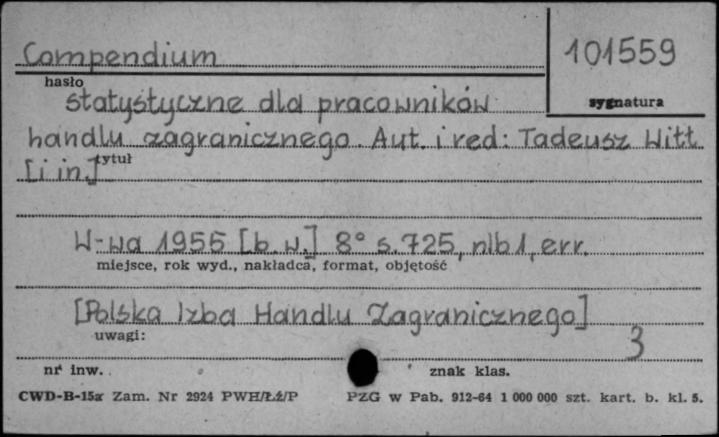 Compendium
101559
hasło
sygnatura
statystyczne dla pracowników
handlu zagranicznego. Aut. i red: Tadeusz Witt
tytuł
[i in.]
W-wa 1955 [b. w.] 8° s. 725, nlb 1, err.
miejsce, rok wyd., nakładca, format, objętość
[Polska Izba Handlu Zagranicznego]
uwagi:
3
nr inw.
znak klas.
CWD-B-15a Zam. Nr 2924 PWH/Łź/P
PZG w Pab. 912-64 1 000 000 szt. kart. b. kl. 5.